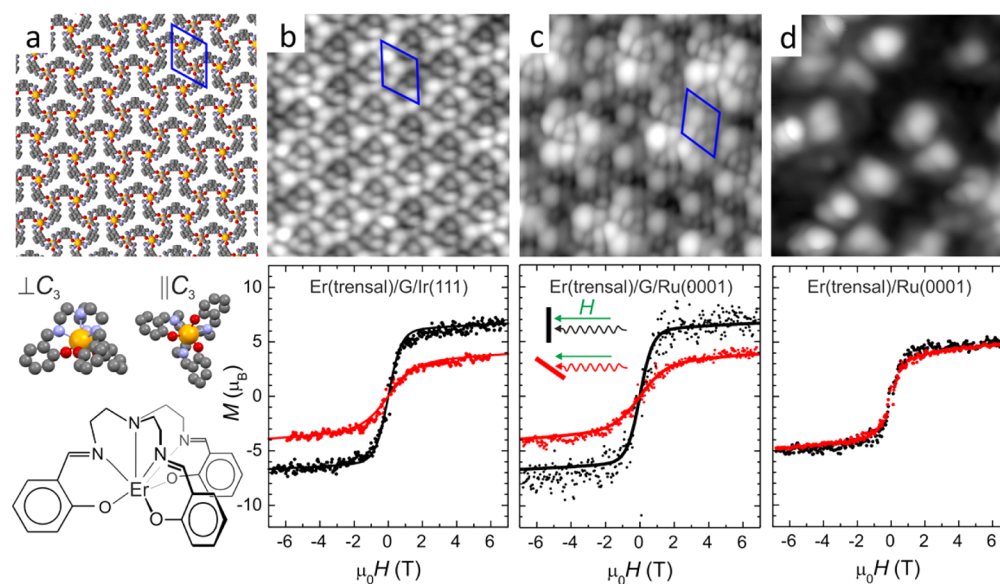 a
b
c
d
⊥C₃
∥C₃
N
N
N
N
Er
O
O
O
Er(trensal)/G/Ir(111)
Er(trensal)/G/Ru(0001)
Er(trensal)/Ru(0001)
H
M (μ_B)
10
5
0
-5
-10
-6 -4 -2 0 2 4 6
-6 -4 -2 0 2 4 6
-6 -4 -2 0 2 4 6
μ₀H (T)
μ₀H (T)
μ₀H (T)